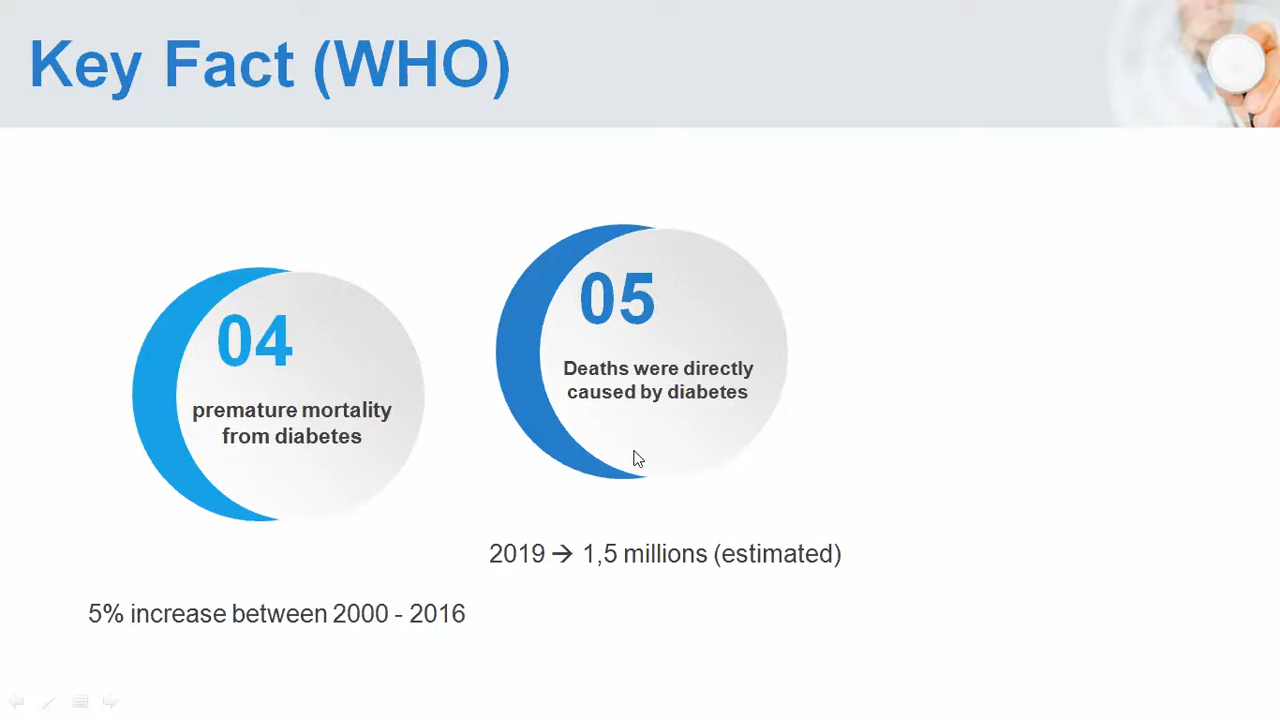 Key Fact (WHO)
04
premature mortality
from diabetes
5% increase between 2000 - 2016
05
Deaths were directly
caused by diabetes
2019 → 1,5 millions (estimated)